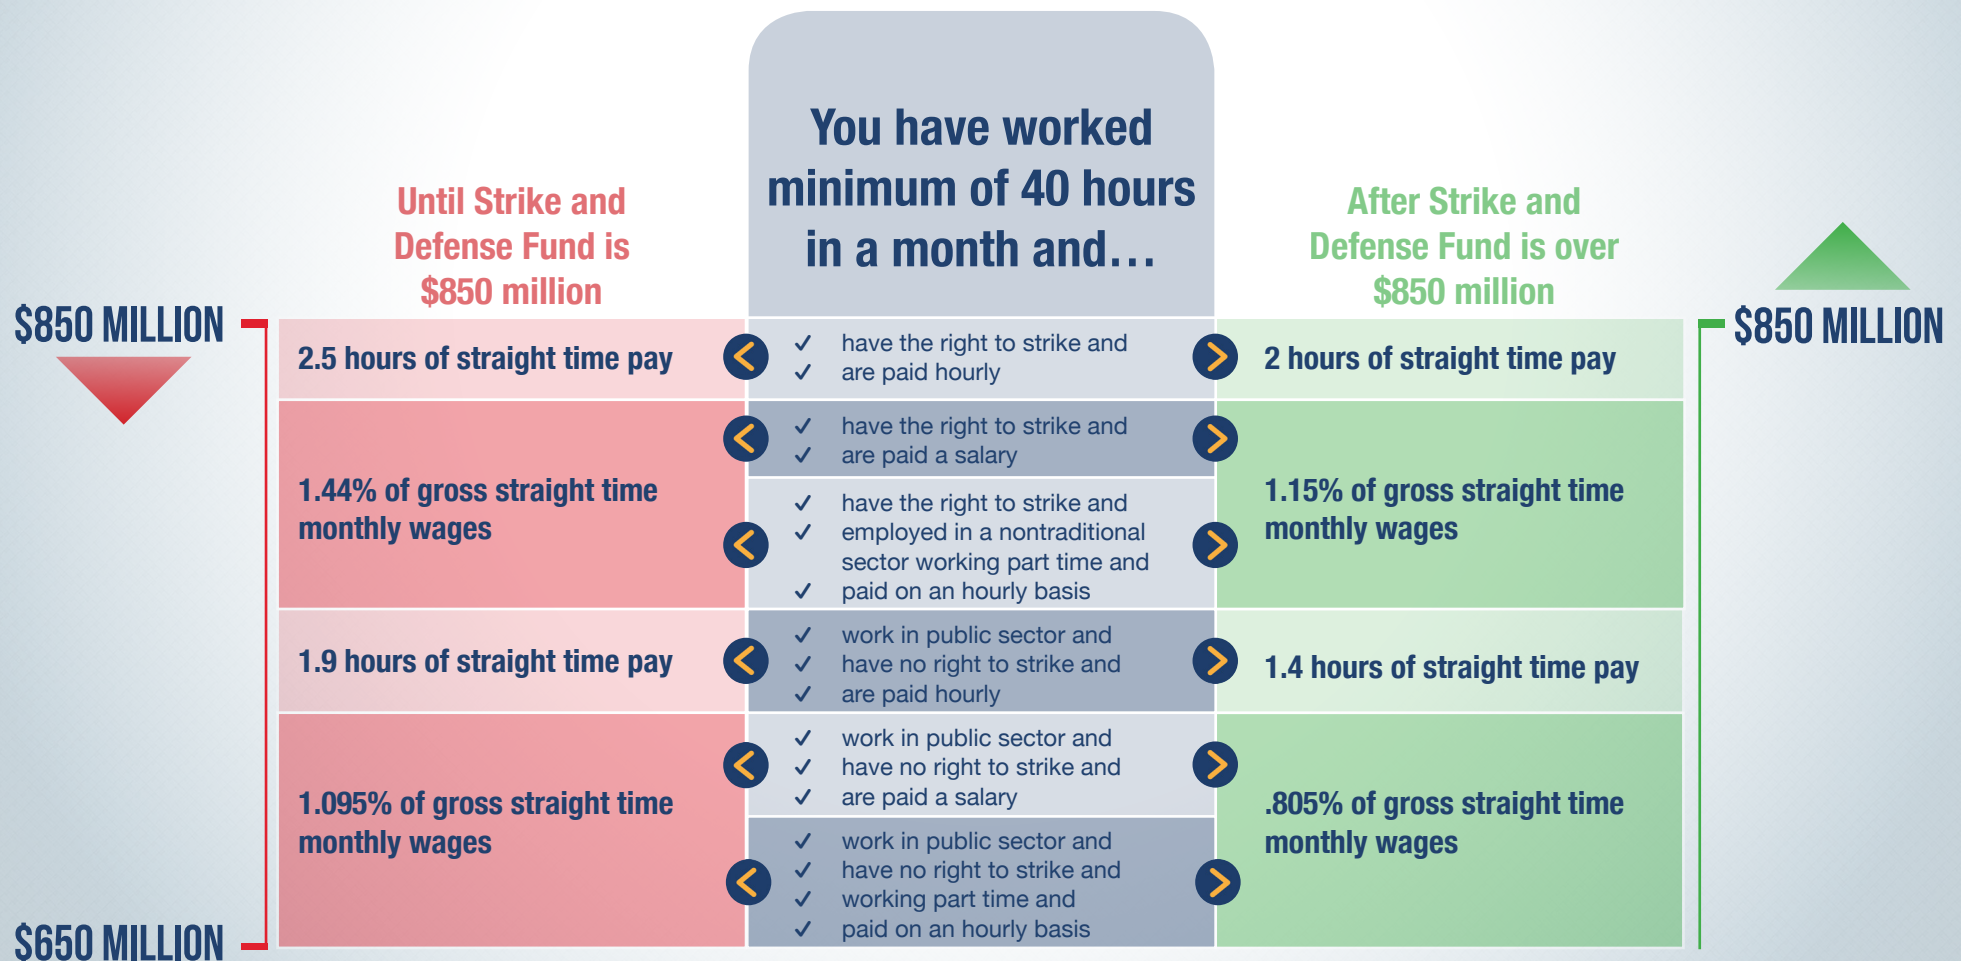 You have worked
minimum of 40 hours
in a month and...
Until Strike and
Defense Fund is
$850 million
After Strike and
Defense Fund is over
$850 million
$850 MILLION
$850 MILLION
2.5 hours of straight time pay
✓ have the right to strike and
✓ are paid hourly
2 hours of straight time pay
1.44% of gross straight time
monthly wages
✓ have the right to strike and
✓ are paid a salary
✓ have the right to strike and
✓ employed in a nontraditional
sector working part time and
✓ paid on an hourly basis
1.15% of gross straight time
monthly wages
1.9 hours of straight time pay
✓ work in public sector and
✓ have no right to strike and
✓ are paid hourly
1.4 hours of straight time pay
1.095% of gross straight time
monthly wages
✓ work in public sector and
✓ have no right to strike and
✓ are paid a salary
✓ work in public sector and
✓ have no right to strike and
✓ working part time and
✓ paid on an hourly basis
.805% of gross straight time
monthly wages
$650 MILLION